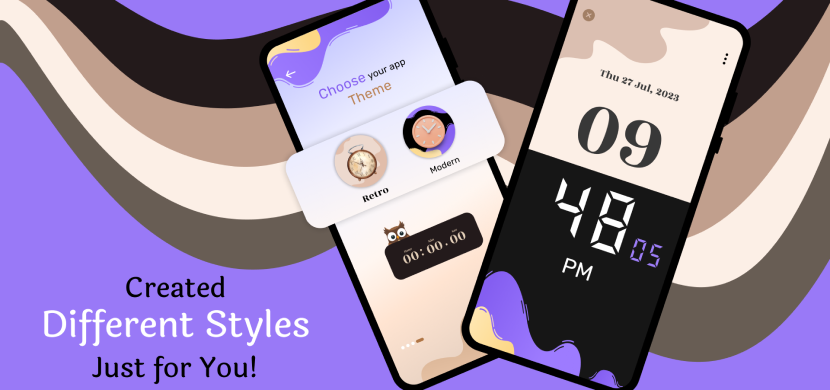 Choose your app
Theme
Retro
Modern
00:00.00
Thu 27 Jul, 2023
09
48
05
PM
Created
Different Styles
Just for You!